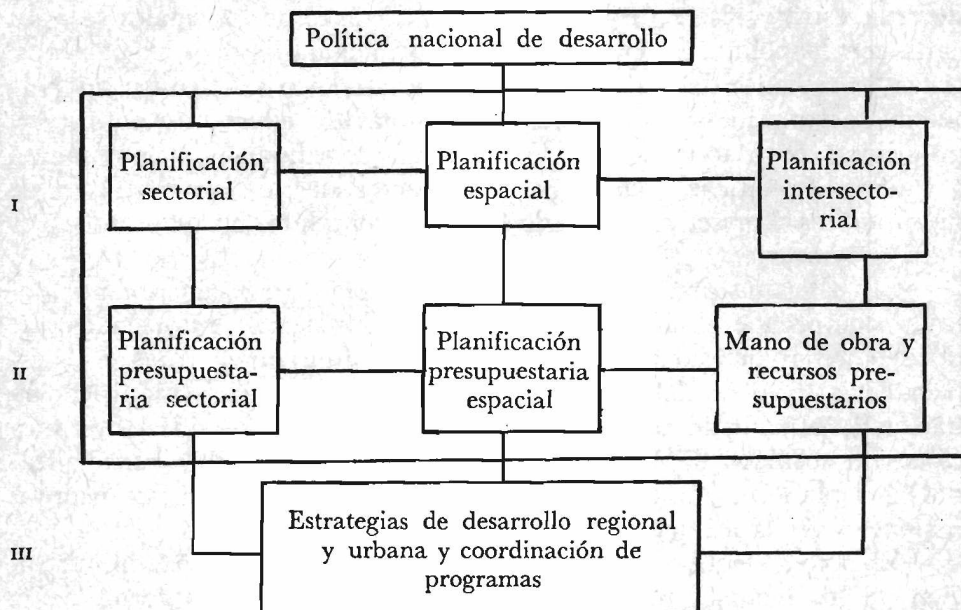 Política nacional de desarrollo
I
Planificación
sectorial
Planificación
espacial
Planificación
intersecto-
rial
II
Planificación
presupuesta-
ria sectorial
Planificación
presupuestaria
espacial
Mano de obra y
recursos pre-
supuestarios
III
Estrategias de desarrollo regional
y urbana y coordinación de
programas